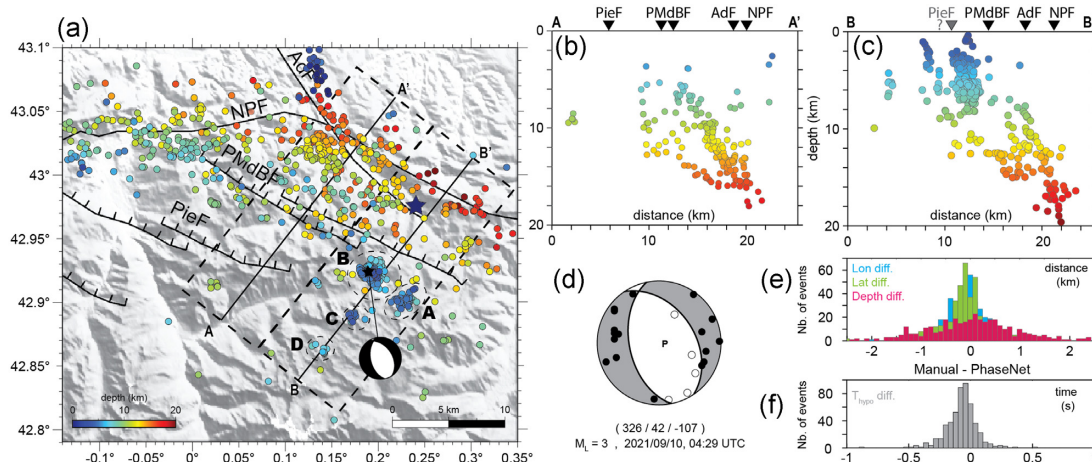 (a)
43.1°
43.05°
43°
42.95°
42.9°
42.85°
42.8°
-0.1°
-0.05°
0°
0.05°
0.1°
0.15°
0.2°
0.25°
0.3°
0.35°
NPF
PMdBF
PieF
A'
B'
A
B
B
A
C
D
depth (km)
0 10 20
5 km
0 10
(b)
A PieF PMdBF AdF NPF A'
0
10
20
0 5 10 15 20 25
distance (km)
(c)
B PieF PMdBF AdF NPF B
?
0
10
20
depth (km)
0 5 10 15 20
distance (km)
(d)
P
( 326 / 42 / -107)
ML = 3 , 2021/09/10, 04:29 UTC
(e)
Nb. of events
60
40
20
0
Lon diff.
Lat diff.
Depth diff.
distance
(km)
-2 -1 0 1 2
Manual - PhaseNet
(f)
Nb. of events
80
40
0
Thypo diff.
time
(s)
-1 -0.5 0 0.5